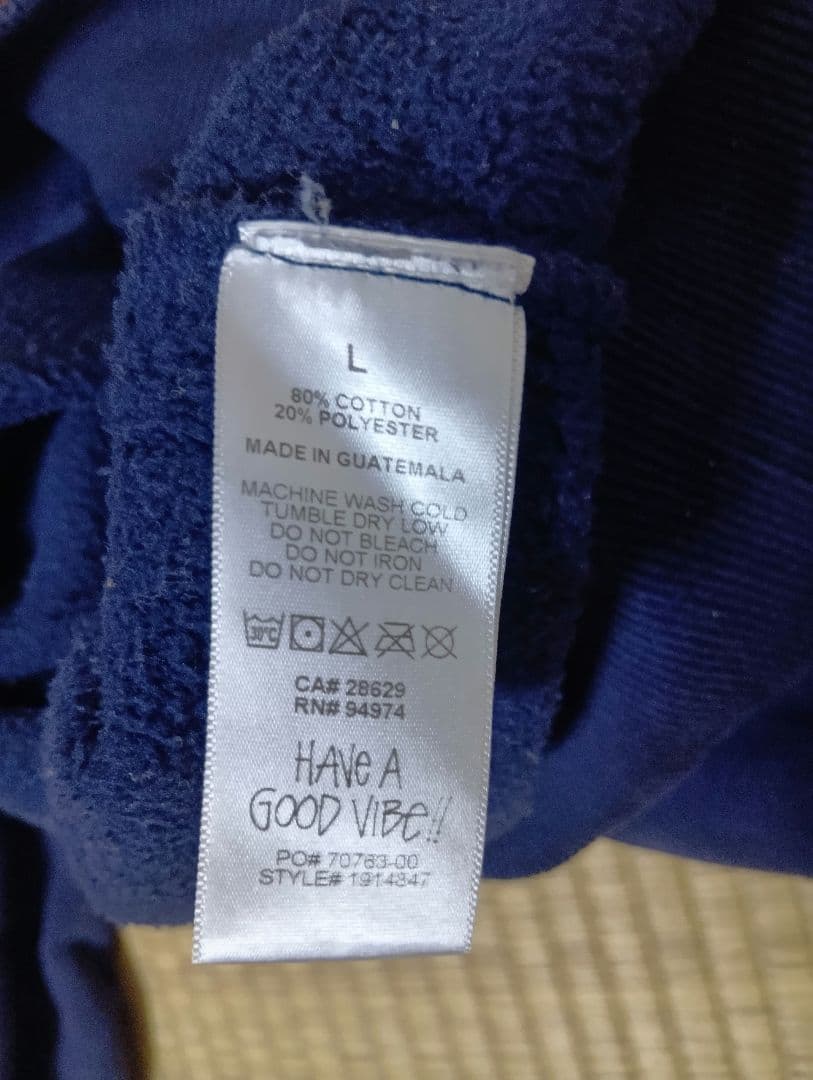 L
80% COTTON
20% POLYESTER
MADE IN GUATEMALA
MACHINE WASH COLD
TUMBLE DRY LOW
DO NOT BLEACH
DO NOT IRON
DO NOT DRY CLEAN
30°C
CA# 28629
RN# 94974
HAVE A
GOOD VIBE!!
PO# 70763-00
STYLE# 1914847